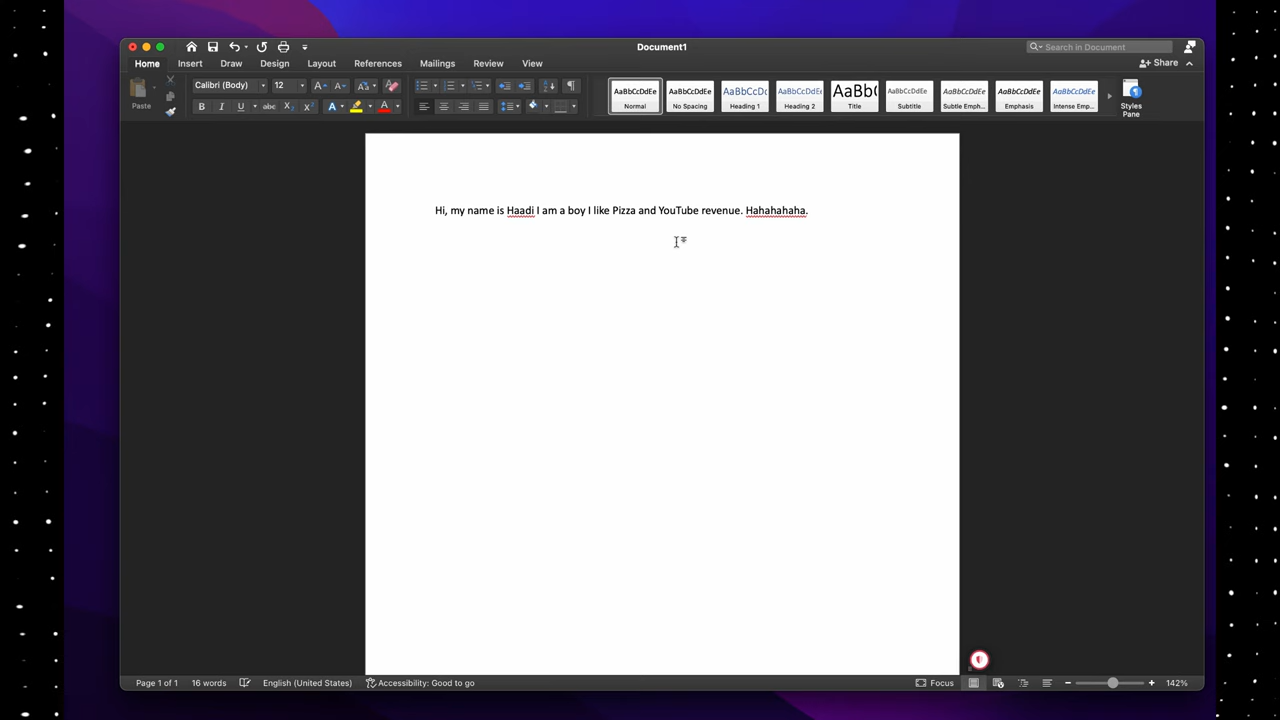 Document1
Search in Document
Home Insert Draw Design Layout References Mailings Review View
Share
Paste
Calibri (Body) 12
AaBbCcDdEe AaBbCcDdEe AaBbCcDc AaBbCcDdEe AaBb( AaBbCcDdEe AaBbCcDdEe AaBbCcDdEe AaBbCcDdEe
Normal No Spacing Heading 1 Heading 2 Title Subtitle Subtle Emph... Emphasis Intense Emp...
Styles
Pane
Hi, my name is Haadi I am a boy I like Pizza and YouTube revenue. Hahahahaha.
Page 1 of 1 16 words English (United States) Accessibility: Good to go Focus 142%